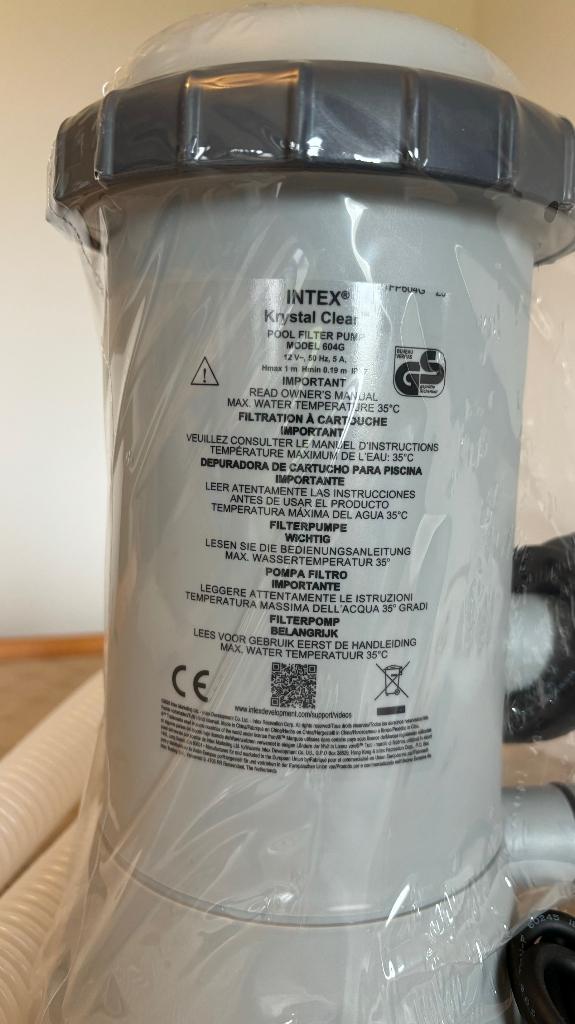 INTEX®
Krystal Clear™
POOL FILTER PUMP
MODEL 604G
12 V~, 50 Hz, 5 A,
Hmax 1 m Hmin 0.19 m
BUREAU VERITAS
geprüfte Sicherheit
IMPORTANT
READ OWNER'S MANUAL
MAX. WATER TEMPERATURE 35°C
FILTRATION À CARTOUCHE
IMPORTANT
VEUILLEZ CONSULTER LE MANUEL D'INSTRUCTIONS
TEMPÉRATURE MAXIMUM DE L'EAU: 35°C
DEPURADORA DE CARTUCHO PARA PISCINA
IMPORTANTE
LEER ATENTAMENTE LAS INSTRUCCIONES
ANTES DE USAR EL PRODUCTO
TEMPERATURA MÁXIMA DEL AGUA 35°C
FILTERPUMPE
WICHTIG
LESEN SIE DIE BEDIENUNGSANLEITUNG
MAX. WASSERTEMPERATUR 35°
POMPA FILTRO
IMPORTANTE
LEGGERE ATTENTAMENTE LE ISTRUZIONI
TEMPERATURA MASSIMA DELL'ACQUA 35° GRADI
FILTERPOMP
BELANGRIJK
LEES VOOR GEBRUIK EERST DE HANDLEIDING
MAX. WATER TEMPERATUUR 35°C
CE
www.intexdevelopment.com/support/videos